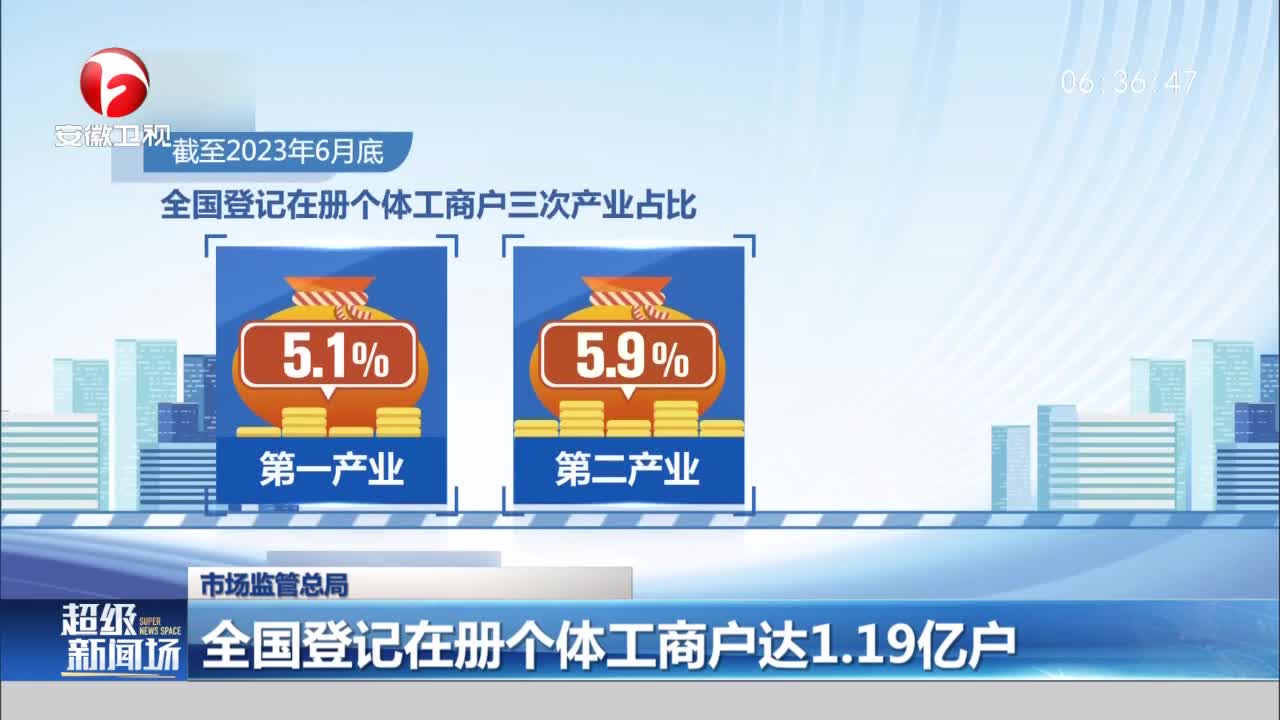 安徽卫视
06:36:47
截至2023年6月底
全国登记在册个体工商户三次产业占比
5.1%
5.9%
第一产业
第二产业
市场监管总局
超级新闻场
SUPER NEWS SPACE
全国登记在册个体工商户达1.19亿户